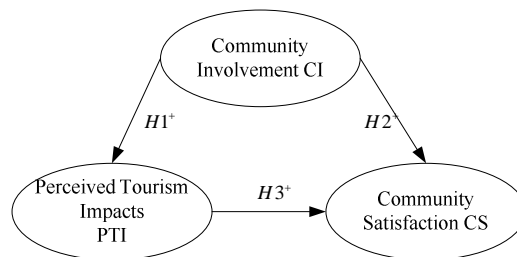 Community
Involvement CI
H1⁺
H2⁺
Perceived Tourism
Impacts
PTI
H3⁺
Community
Satisfaction CS